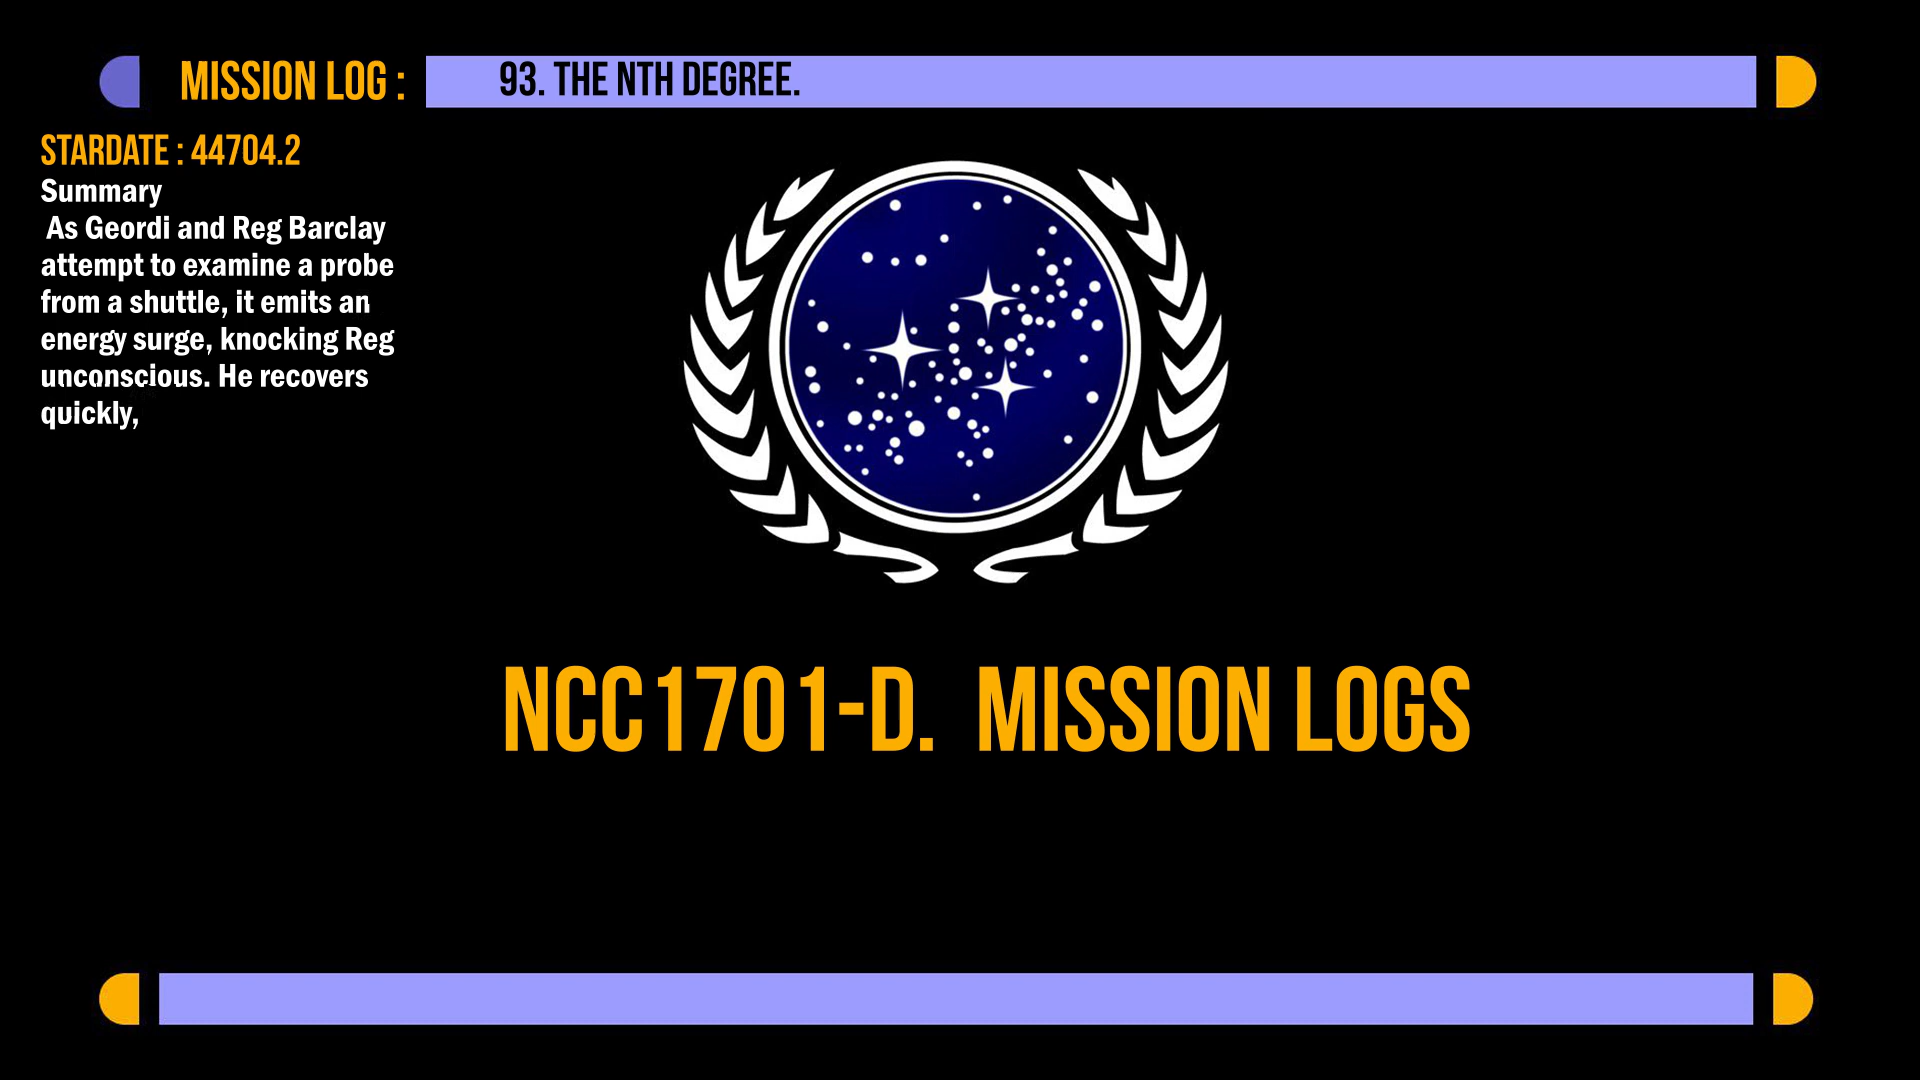 MISSION LOG : 93. THE NTH DEGREE.
STARDATE : 44704.2
Summary
As Geordi and Reg Barclay
attempt to examine a probe
from a shuttle, it emits an
energy surge, knocking Reg
unconscious. He recovers
quickly,
NCC1701-D. MISSION LOGS